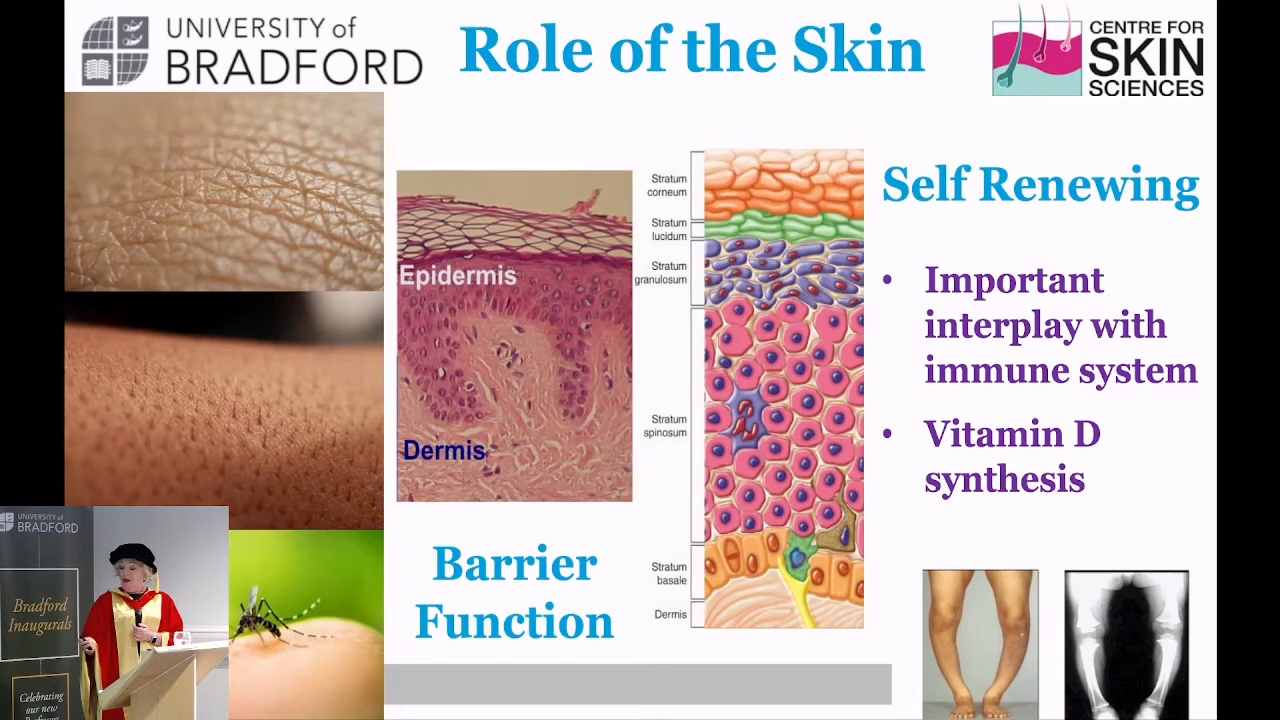 UNIVERSITY of
BRADFORD
Role of the Skin
CENTRE FOR
SKIN
SCIENCES
Epidermis
Dermis
Stratum
corneum
Stratum
lucidum
Stratum
granulosum
Stratum
spinosum
Stratum
basale
Dermis
Barrier
Function
Self Renewing
• Important
interplay with
immune system
• Vitamin D
synthesis
UNIVERSITY of
BRADFORD
Bradford
Inaugurals
Celebrating
our new